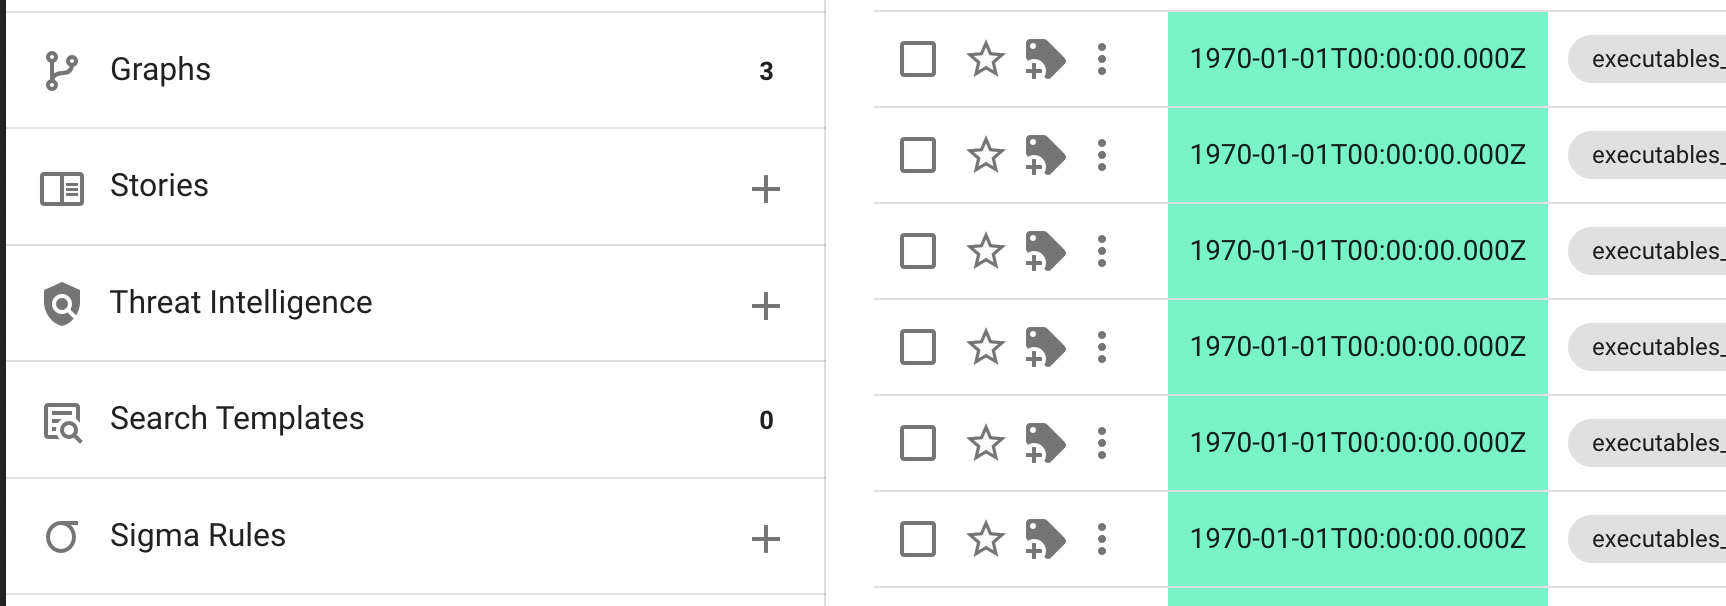 Graphs 3
Stories
Threat Intelligence
Search Templates 0
Sigma Rules
1970-01-01T00:00:00.000Z executables_
1970-01-01T00:00:00.000Z executables_
1970-01-01T00:00:00.000Z executables_
1970-01-01T00:00:00.000Z executables_
1970-01-01T00:00:00.000Z executables_
1970-01-01T00:00:00.000Z executables_